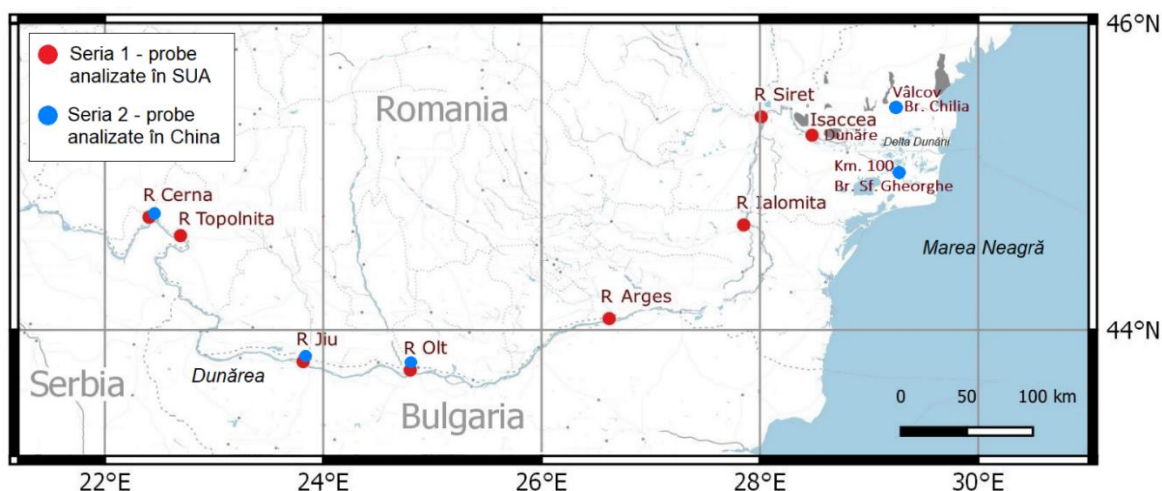 46°N
Seria 1 - probe
analizate în SUA
Seria 2 - probe
analizate în China
Romania
R Siret
Vâlcov
Br. Chilia
Isaccea
Dunăre
Delta Dunării
Km. 100
Br. Sf. Gheorghe
R Cerna
R Topolnita
R Ialomita
Marea Neagră
R Arges
44°N
R Jiu
R Olt
Serbia
Dunărea
Bulgaria
0 50 100 km
22°E 24°E 26°E 28°E 30°E